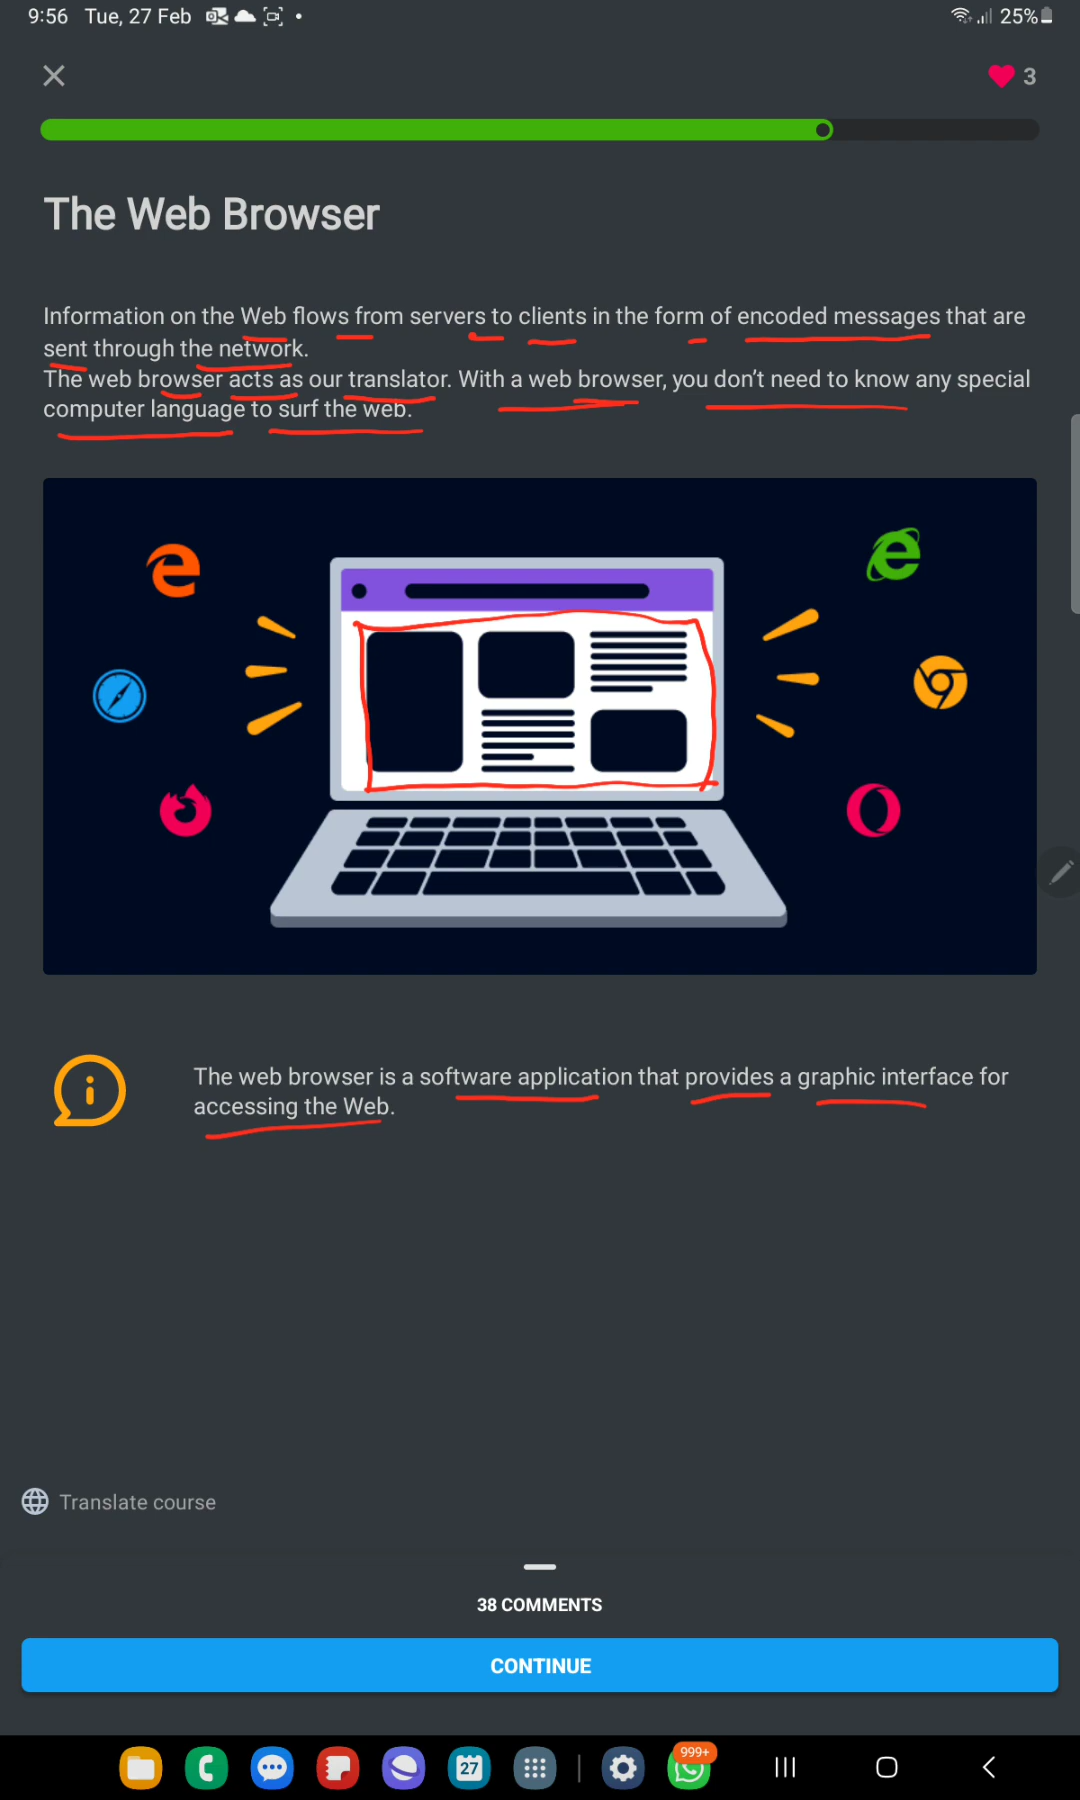 9:56 Tue, 27 Feb
25%
3
The Web Browser
Information on the Web flows from servers to clients in the form of encoded messages that are
sent through the network.
The web browser acts as our translator. With a web browser, you don't need to know any special
computer language to surf the web.
The web browser is a software application that provides a graphic interface for
accessing the Web.
Translate course
38 COMMENTS
CONTINUE
27
999+